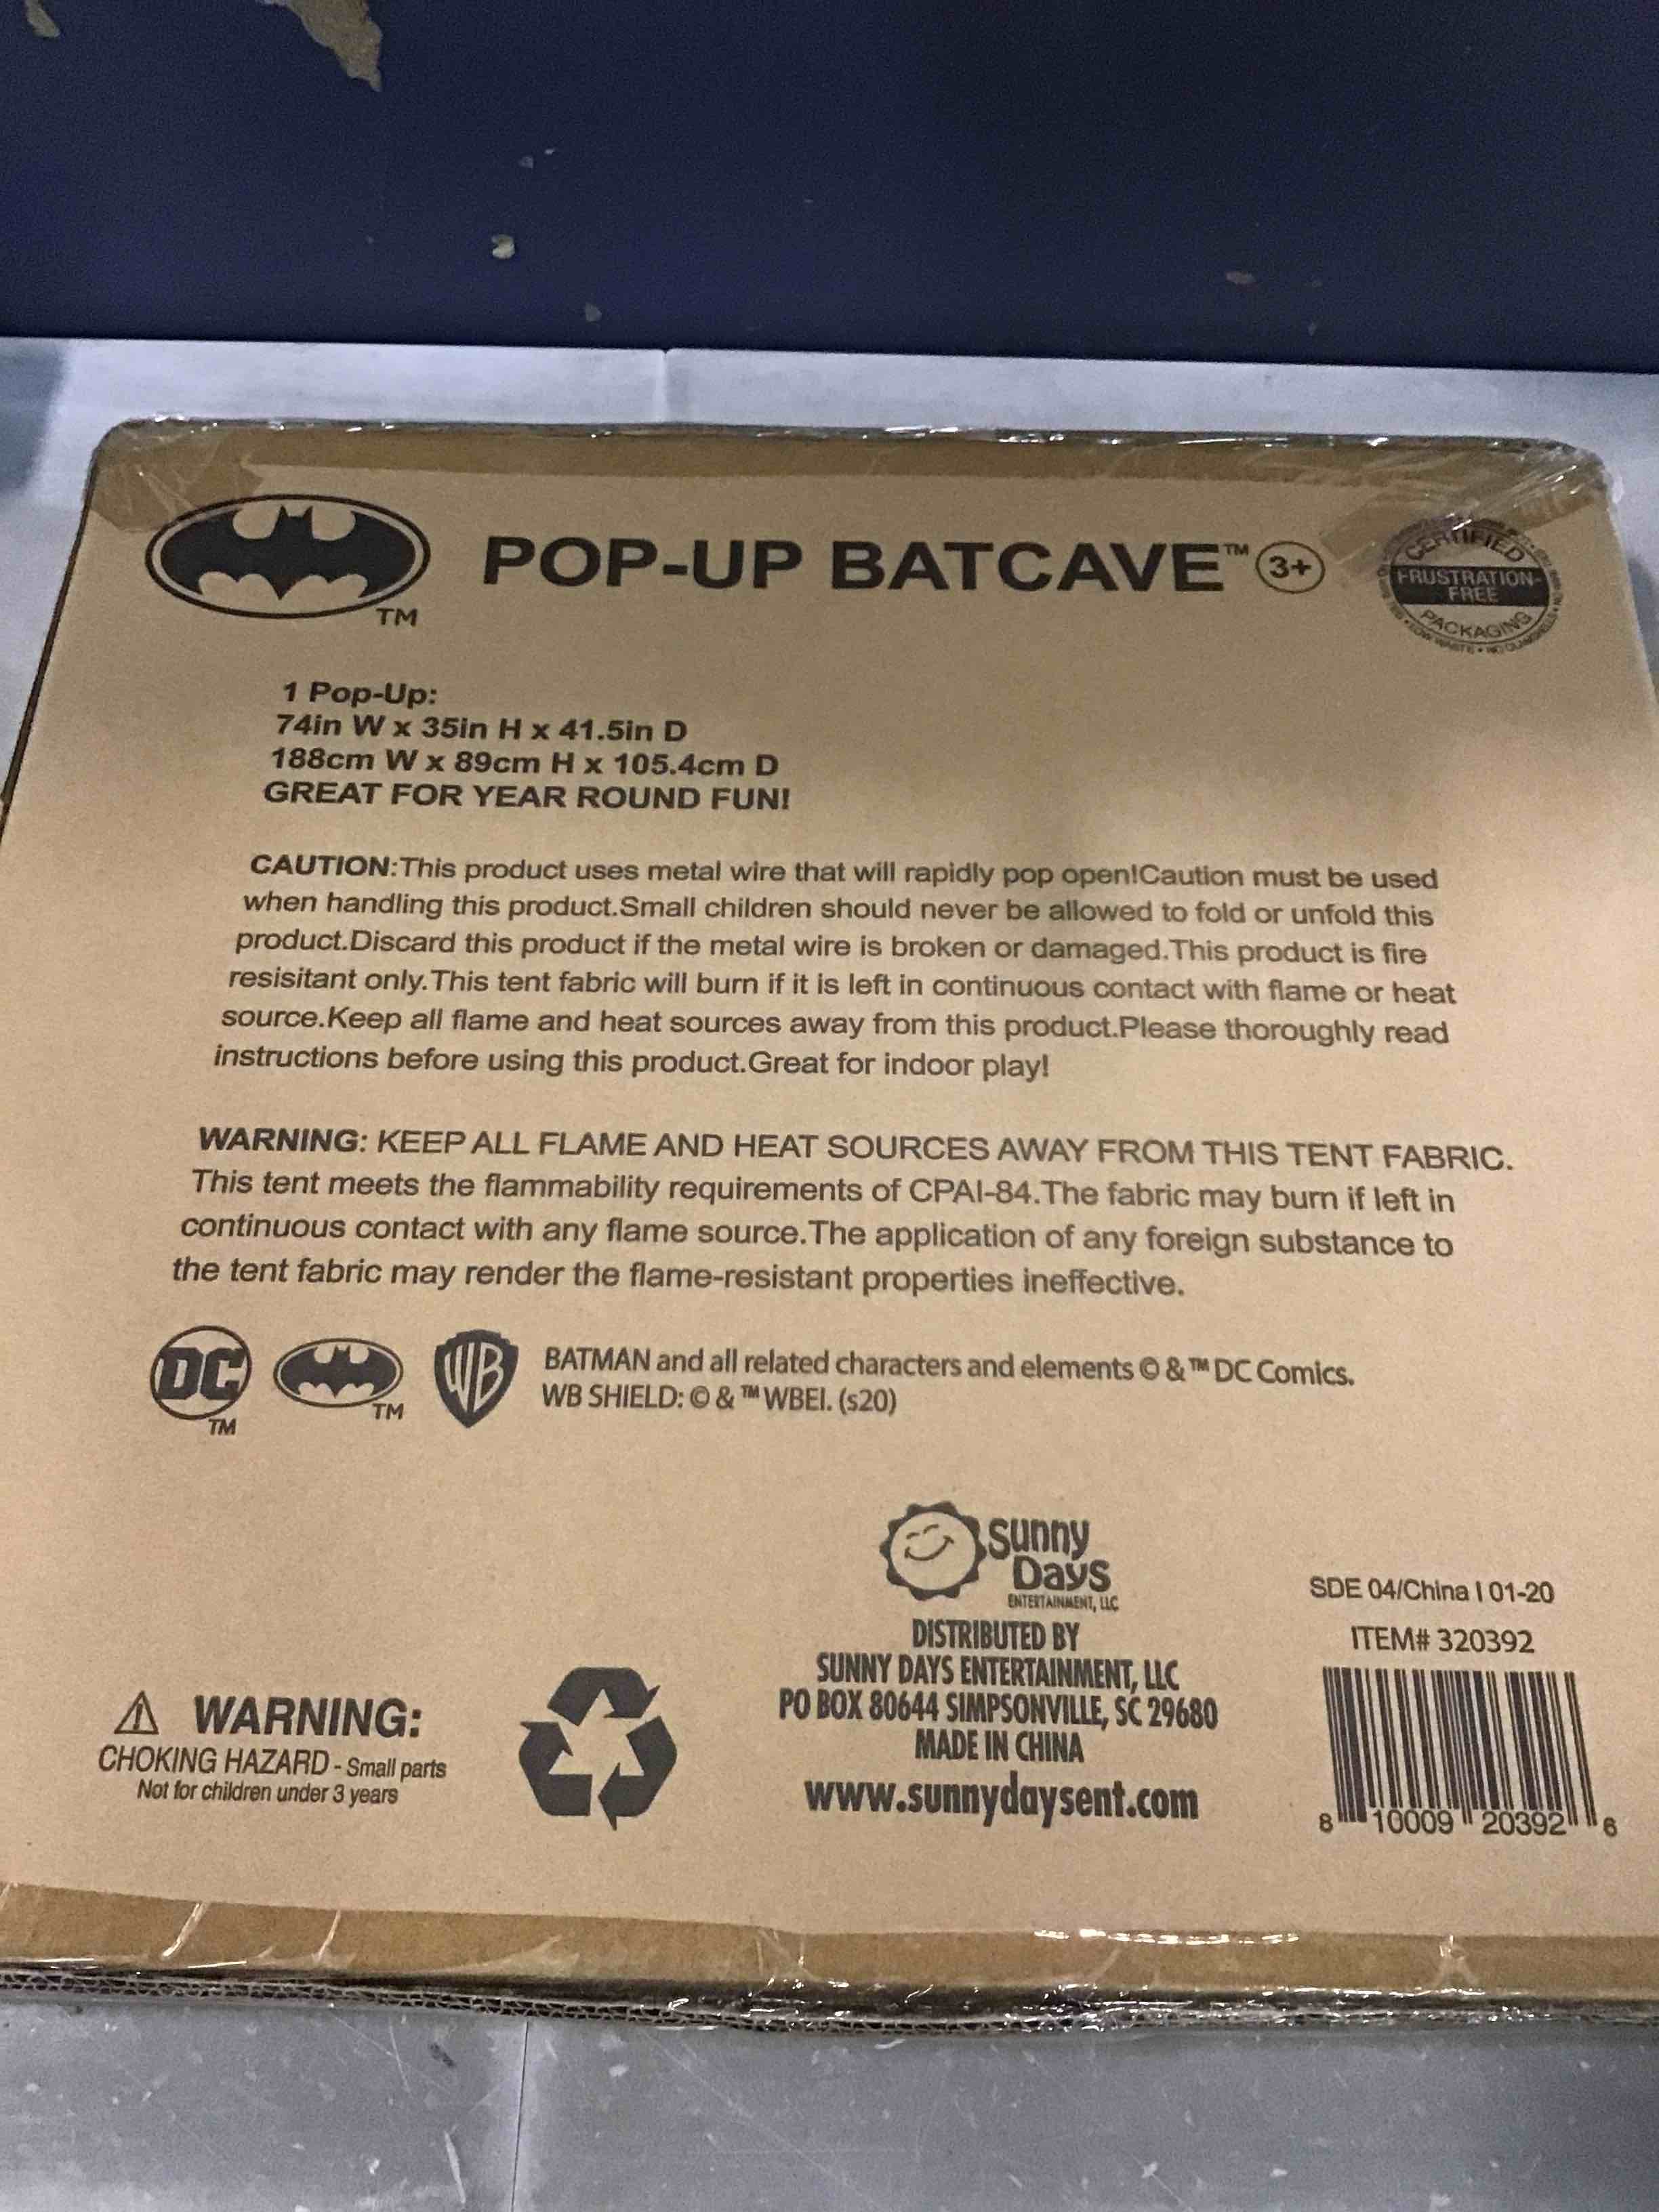 POP-UP BATCAVE™ 3+
CERTIFIED
FRUSTRATION-
FREE
PACKAGING
TM
1 Pop-Up:
74in W x 35in H x 41.5in D
188cm W x 89cm H x 105.4cm D
GREAT FOR YEAR ROUND FUN!
CAUTION:This product uses metal wire that will rapidly pop open!Caution must be used
when handling this product.Small children should never be allowed to fold or unfold this
product.Discard this product if the metal wire is broken or damaged.This product is fire
resisitant only.This tent fabric will burn if it is left in continuous contact with flame or heat
source.Keep all flame and heat sources away from this product.Please thoroughly read
instructions before using this product.Great for indoor play!
WARNING: KEEP ALL FLAME AND HEAT SOURCES AWAY FROM THIS TENT FABRIC.
This tent meets the flammability requirements of CPAI-84.The fabric may burn if left in
continuous contact with any flame source.The application of any foreign substance to
the tent fabric may render the flame-resistant properties ineffective.
DC TM
TM
WB
BATMAN and all related characters and elements © & ™ DC Comics.
WB SHIELD: © & ™ WBEI. (s20)
Sunny
Days
ENTERTAINMENT, LLC
DISTRIBUTED BY
SUNNY DAYS ENTERTAINMENT, LLC
PO BOX 80644 SIMPSONVILLE, SC 29680
MADE IN CHINA
www.sunnydaysent.com
SDE 04/China I 01-20
ITEM# 320392
8 10009 20392 6
WARNING:
CHOKING HAZARD - Small parts
Not for children under 3 years